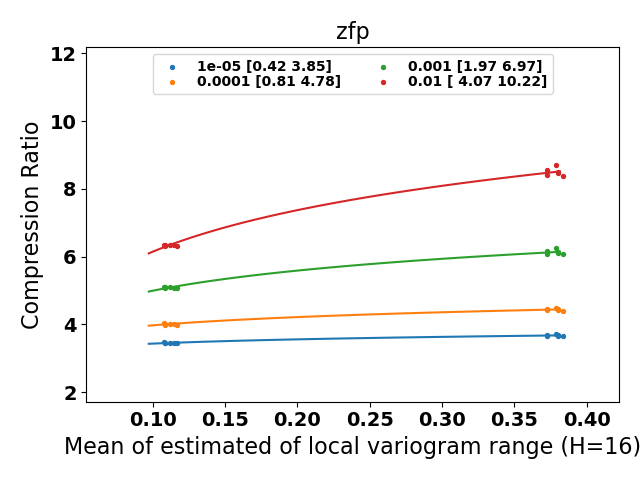 zfp
1e-05 [0.42 3.85]
0.0001 [0.81 4.78]
0.001 [1.97 6.97]
0.01 [ 4.07 10.22]
12
10
8
6
4
2
Compression Ratio
0.10 0.15 0.20 0.25 0.30 0.35 0.40
Mean of estimated of local variogram range (H=16)